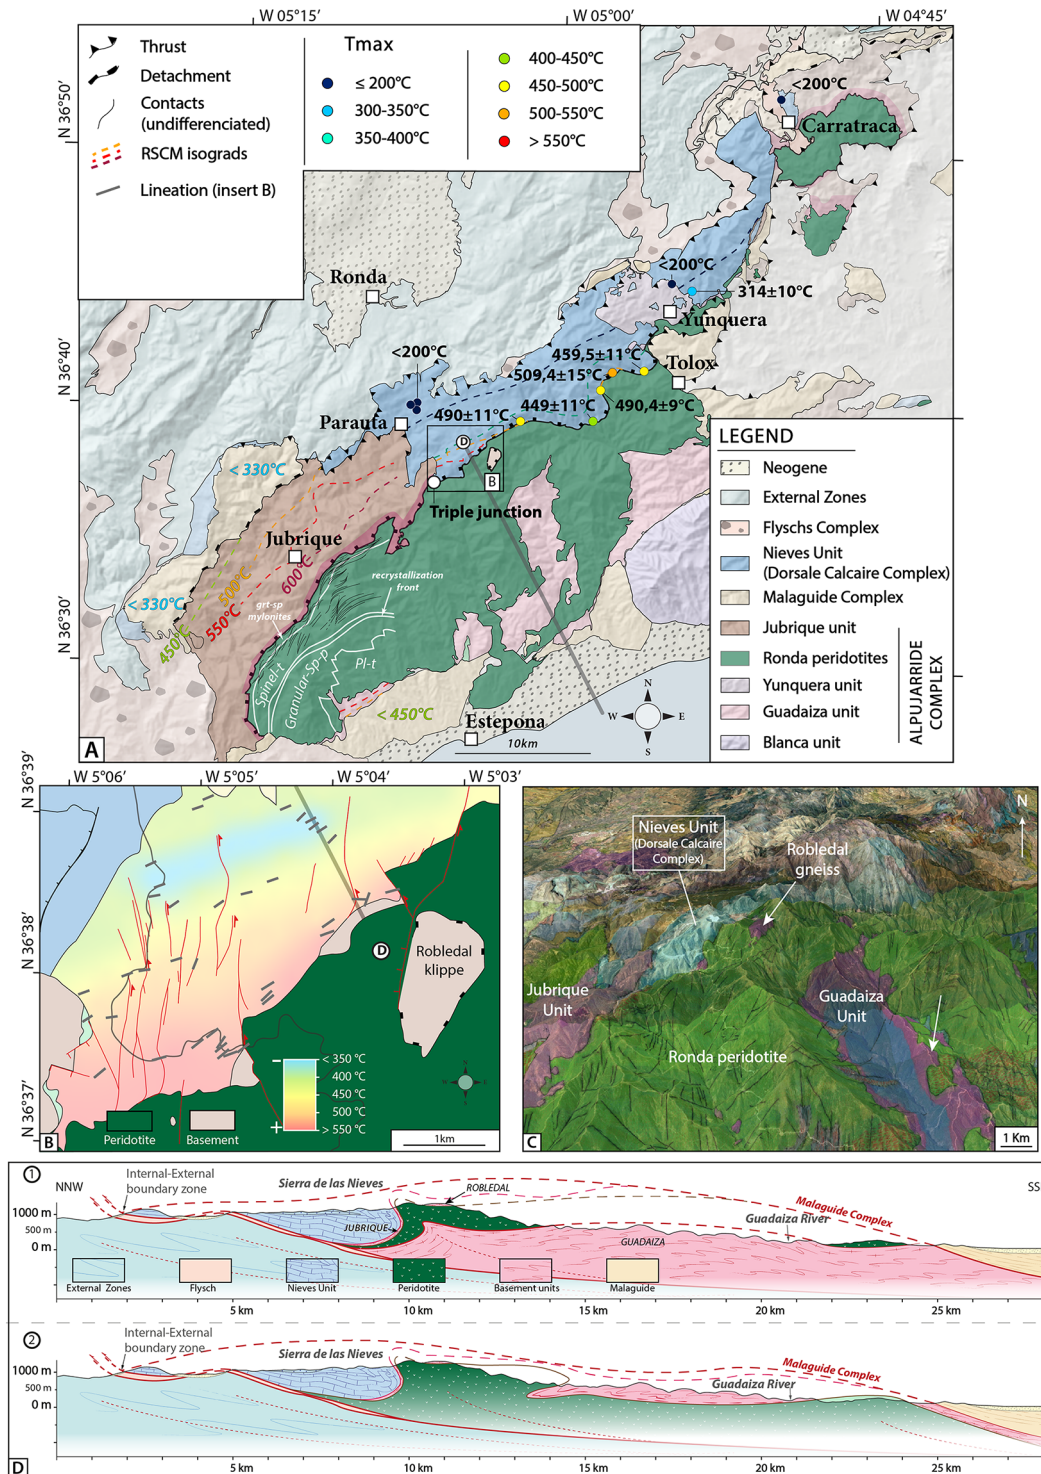 W 05°15'
W 05°00'
W 04°45'
Thrust
Detachment
Contacts
(undifferenciated)
RSCM isograds
Lineation (insert B)
Tmax
≤ 200°C
300-350°C
350-400°C
400-450°C
450-500°C
500-550°C
> 550°C
N 36°50'
N 36°40'
N 36°30'
<200°C
Carratraca
Ronda
<200°C
314±10°C
Yunquera
459,5±11°C
Tolox
<200°C
509,4±15°C
Parauta
490±11°C
449±11°C
490,4±9°C
D
B
< 330°C
Triple junction
Jubrique
600°C
500°C
550°C
450°C
< 330°C
recrystallization
front
grt-sp
mylonites
Spinel-t
Granular-Sp-p
Pl-t
< 450°C
Estepona
10km
N
W
E
S
A
LEGEND
Neogene
External Zones
Flyschs Complex
Nieves Unit
(Dorsale Calcaire Complex)
Malaguide Complex
Jubrique unit
Ronda peridotites
Yunquera unit
Guadaiza unit
Blanca unit
ALPUJARRIDE
COMPLEX
W 5°06'
W 5°05'
W 5°04'
W 5°03'
N 36°39'
N 36°38'
N 36°37'
D
Robledal
klippe
-
+
< 350 °C
400 °C
450 °C
500 °C
> 550 °C
N
W
E
S
Peridotite
Basement
1km
B
N
Nieves Unit
(Dorsale Calcaire
Complex)
Robledal
gneiss
Jubrique
Unit
Guadaiza
Unit
Ronda peridotite
C
1 Km
1
NNW
Internal-External
boundary zone
Sierra de las Nieves
ROBLEDAL
SS
Malaguide Complex
Guadaiza River
1000 m
500 m
0 m
JUBRIQUE
GUADAIZA
External Zones
Flysch
Nieves Unit
Peridotite
Basement units
Malaguide
5 km
10 km
15 km
20 km
25 km
2
Internal-External
boundary zone
Sierra de las Nieves
Malaguide Complex
Guadaiza River
1000 m
500 m
0 m
D
5 km
10 km
15 km
20 km
25 km